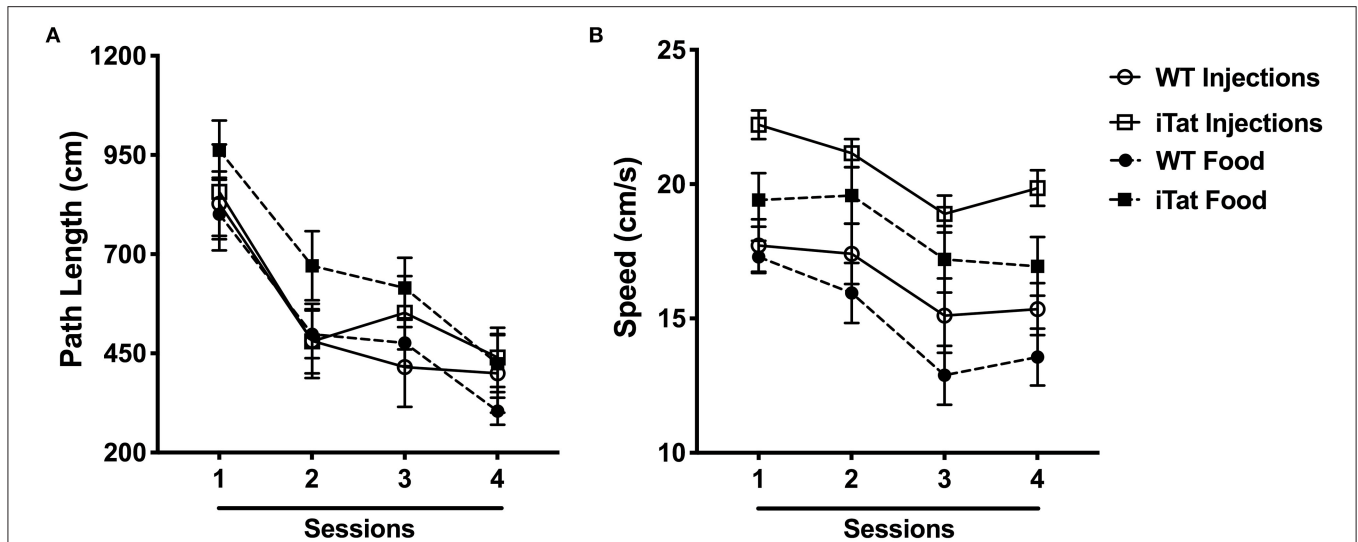 A
1200
950
700
450
200
Path Length (cm)
1 2 3 4
Sessions
B
25
20
15
10
Speed (cm/s)
1 2 3 4
Sessions
WT Injections
iTat Injections
WT Food
iTat Food